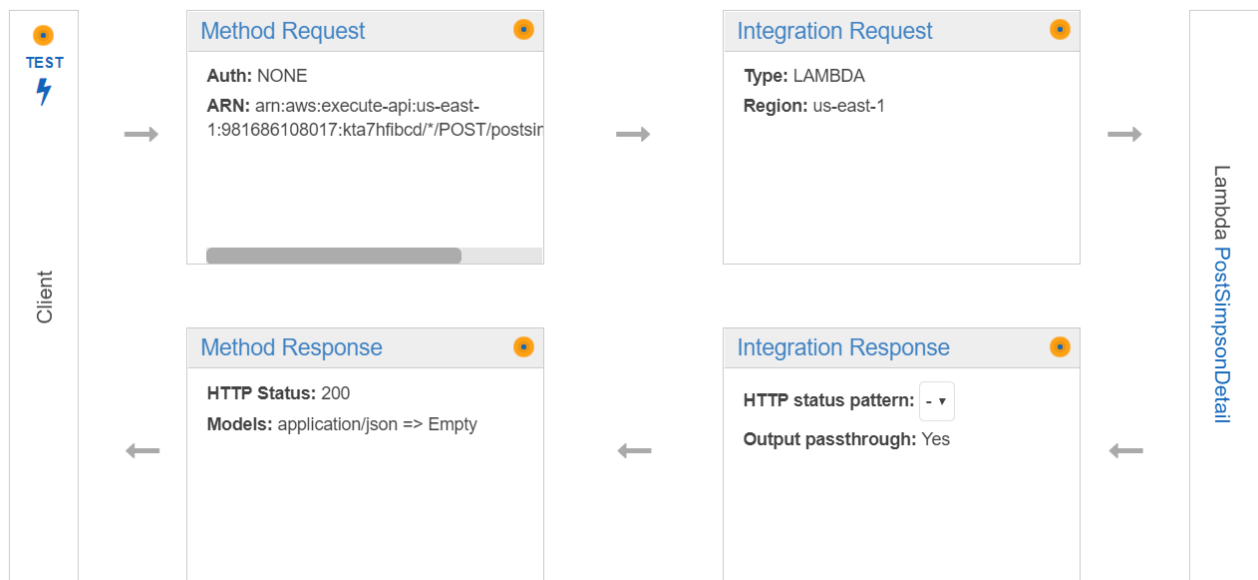 TEST
Client
Method Request
Auth: NONE
ARN: arn:aws:execute-api:us-east-
1:981686108017:kta7hfibcd/*/POST/postsir
Integration Request
Type: LAMBDA
Region: us-east-1
Lambda PostSimpsonDetail
Method Response
HTTP Status: 200
Models: application/json => Empty
Integration Response
HTTP status pattern: -
Output passthrough: Yes